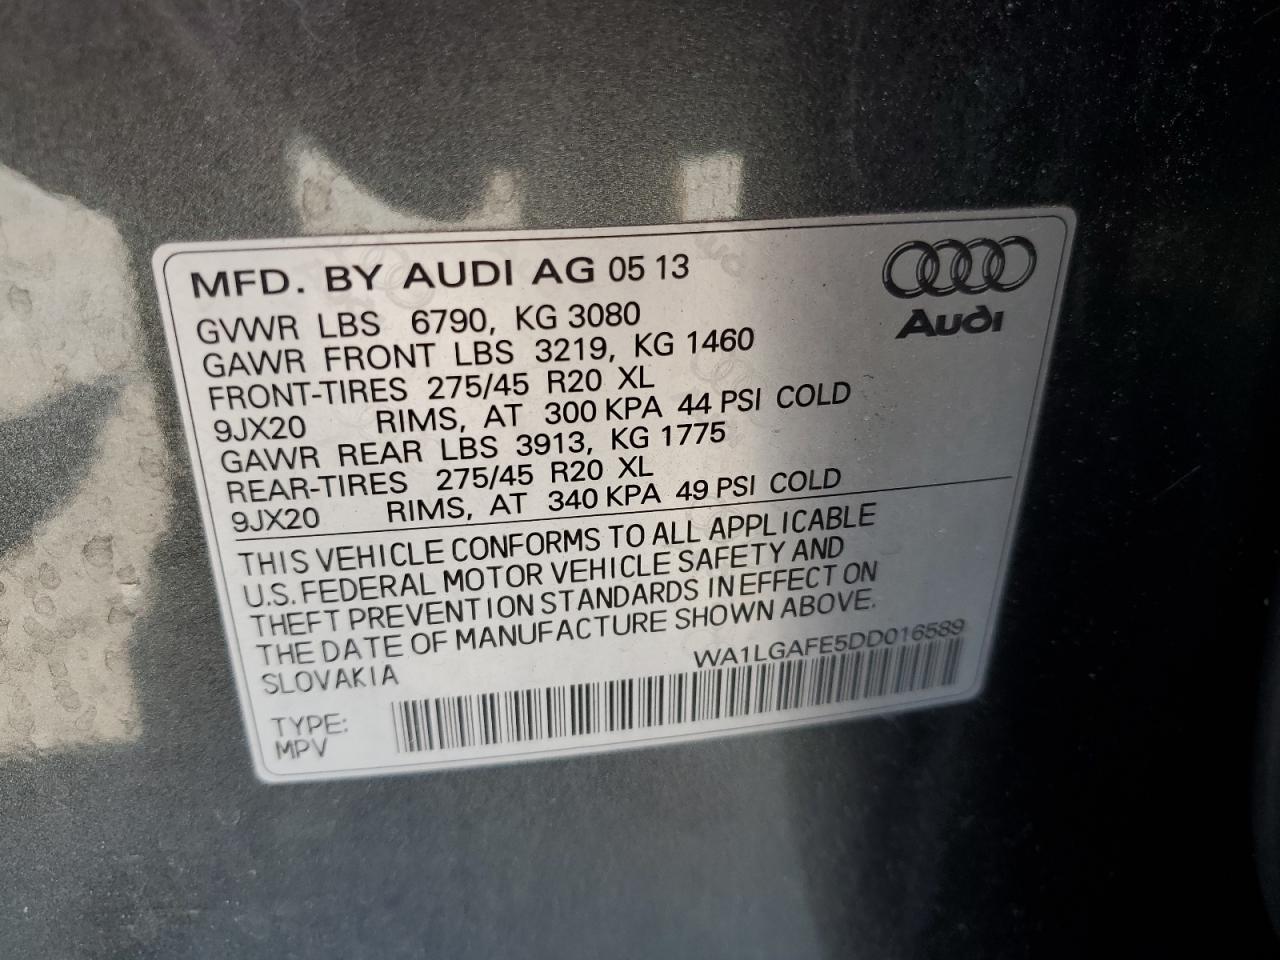 MFD. BY AUDI AG 05 13
Audi
GVWR LBS 6790, KG 3080
GAWR FRONT LBS 3219, KG 1460
FRONT-TIRES 275/45 R20 XL
9JX20 RIMS, AT 300 KPA 44 PSI COLD
GAWR REAR LBS 3913, KG 1775
REAR-TIRES 275/45 R20 XL
9JX20 RIMS, AT 340 KPA 49 PSI COLD
THIS VEHICLE CONFORMS TO ALL APPLICABLE
U.S. FEDERAL MOTOR VEHICLE SAFETY AND
THEFT PREVENTION STANDARDS IN EFFECT ON
THE DATE OF MANUFACTURE SHOWN ABOVE.
SLOVAKIA
WA1LGAFE5DD016589
TYPE:
MPV